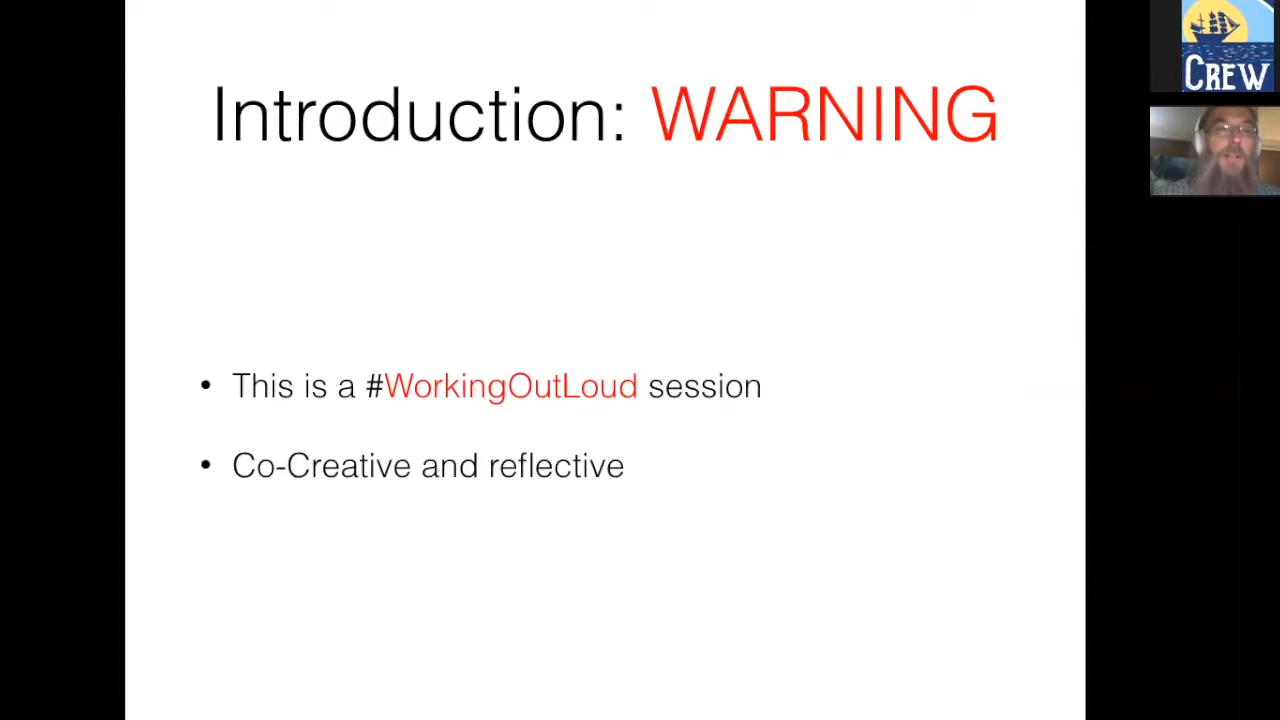 Introduction: WARNING
CREW
• This is a #WorkingOutLoud session
• Co-Creative and reflective